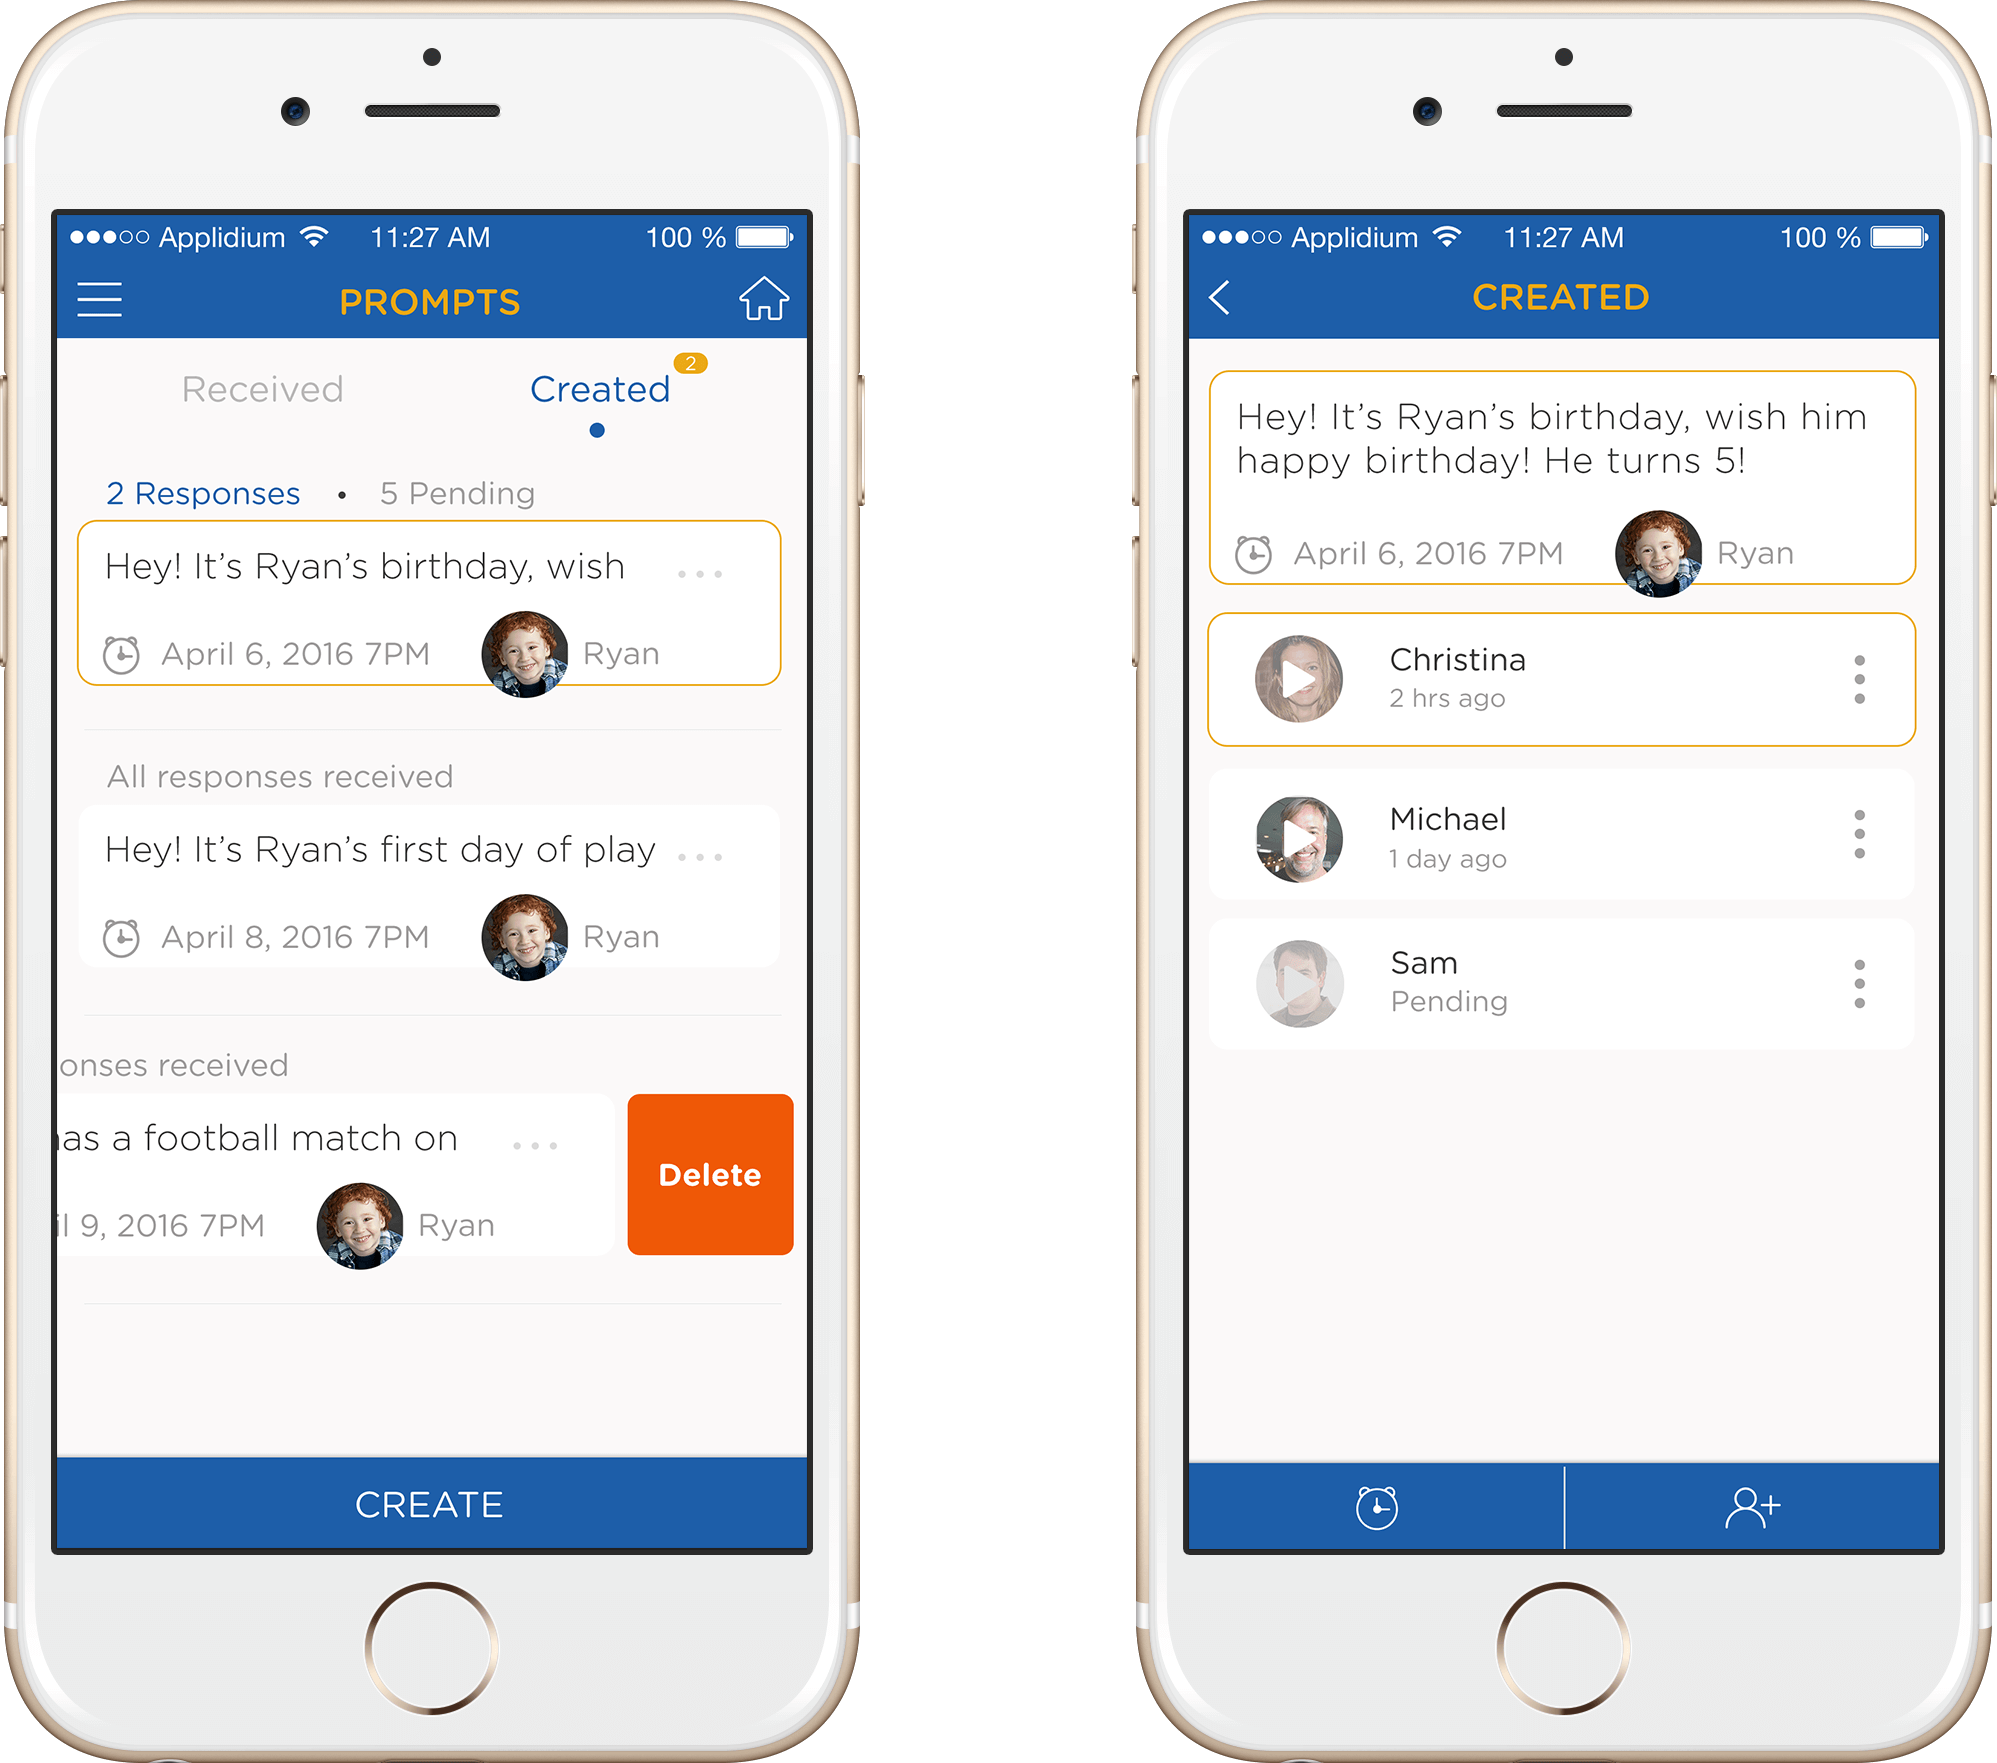 Applidium 11:27 AM 100 %
PROMPTS
Received Created 2
2 Responses • 5 Pending
Hey! It's Ryan's birthday, wish ...
April 6, 2016 7PM Ryan
All responses received
Hey! It's Ryan's first day of play ...
April 8, 2016 7PM Ryan
onses received
as a football match on ...
il 9, 2016 7PM Ryan
Delete
CREATE
Applidium 11:27 AM 100 %
CREATED
Hey! It's Ryan's birthday, wish him
happy birthday! He turns 5!
April 6, 2016 7PM Ryan
Christina
2 hrs ago
Michael
1 day ago
Sam
Pending